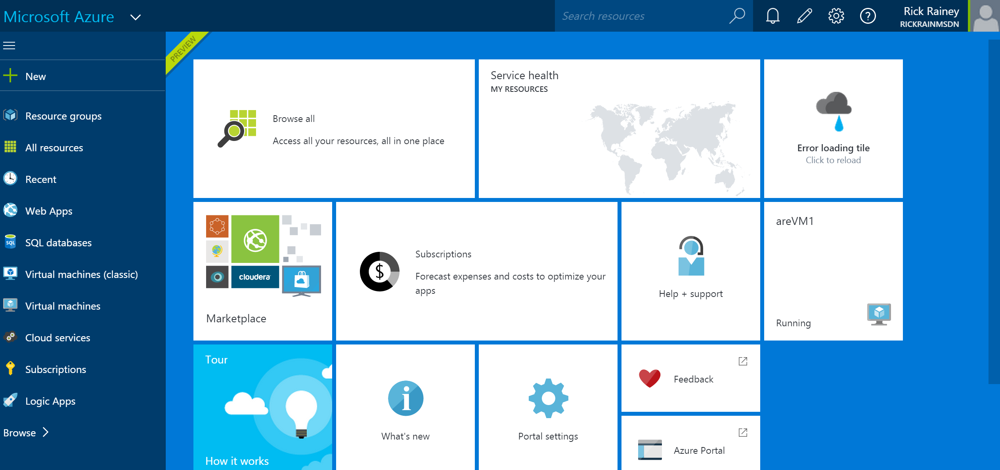 Microsoft Azure
Search resources
Rick Rainey
RICKRAINMSDN
New
Resource groups
All resources
Recent
Web Apps
SQL
SQL databases
Virtual machines (classic)
Virtual machines
Cloud services
Subscriptions
Logic Apps
Browse
PREVIEW
Browse all
Access all your resources, all in one place
Service health
MY RESOURCES
Error loading tile
Click to reload
cloudera
Marketplace
$
Subscriptions
Forecast expenses and costs to optimize your
apps
Help + support
areVM1
Running
Tour
How it works
What's new
Portal settings
Feedback
Azure Portal